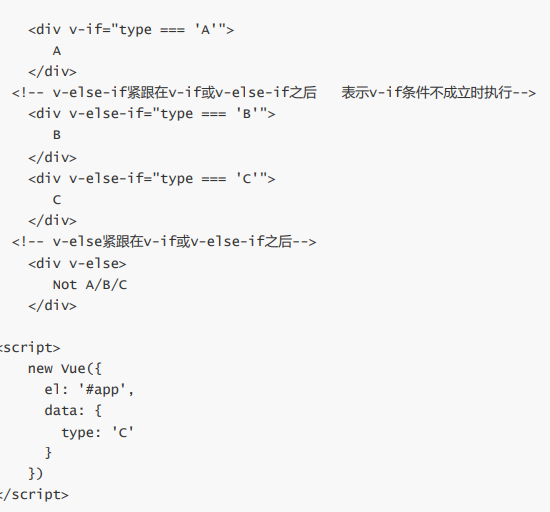 <div v-if="type === 'A'">
A
</div>
<!-- v-else-if紧跟在v-if或v-else-if之后   表示v-if条件不成立时执行-->
<div v-else-if="type === 'B'">
B
</div>
<div v-else-if="type === 'C'">
C
</div>
<!-- v-else紧跟在v-if或v-else-if之后-->
<div v-else>
Not A/B/C
</div>
<script>
new Vue({
el: '#app',
data: {
type: 'C'
}
})
</script>